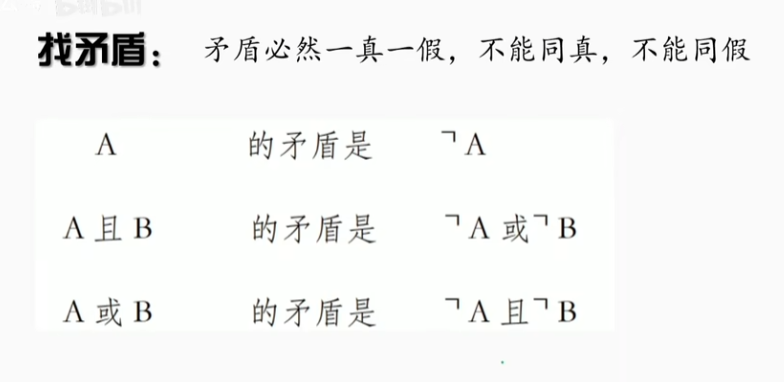 找矛盾： 矛盾必然一真一假，不能同真，不能同假
A 的矛盾是 ¬A
A 且 B 的矛盾是 ¬A 或¬B
A 或 B 的矛盾是 ¬A 且¬B